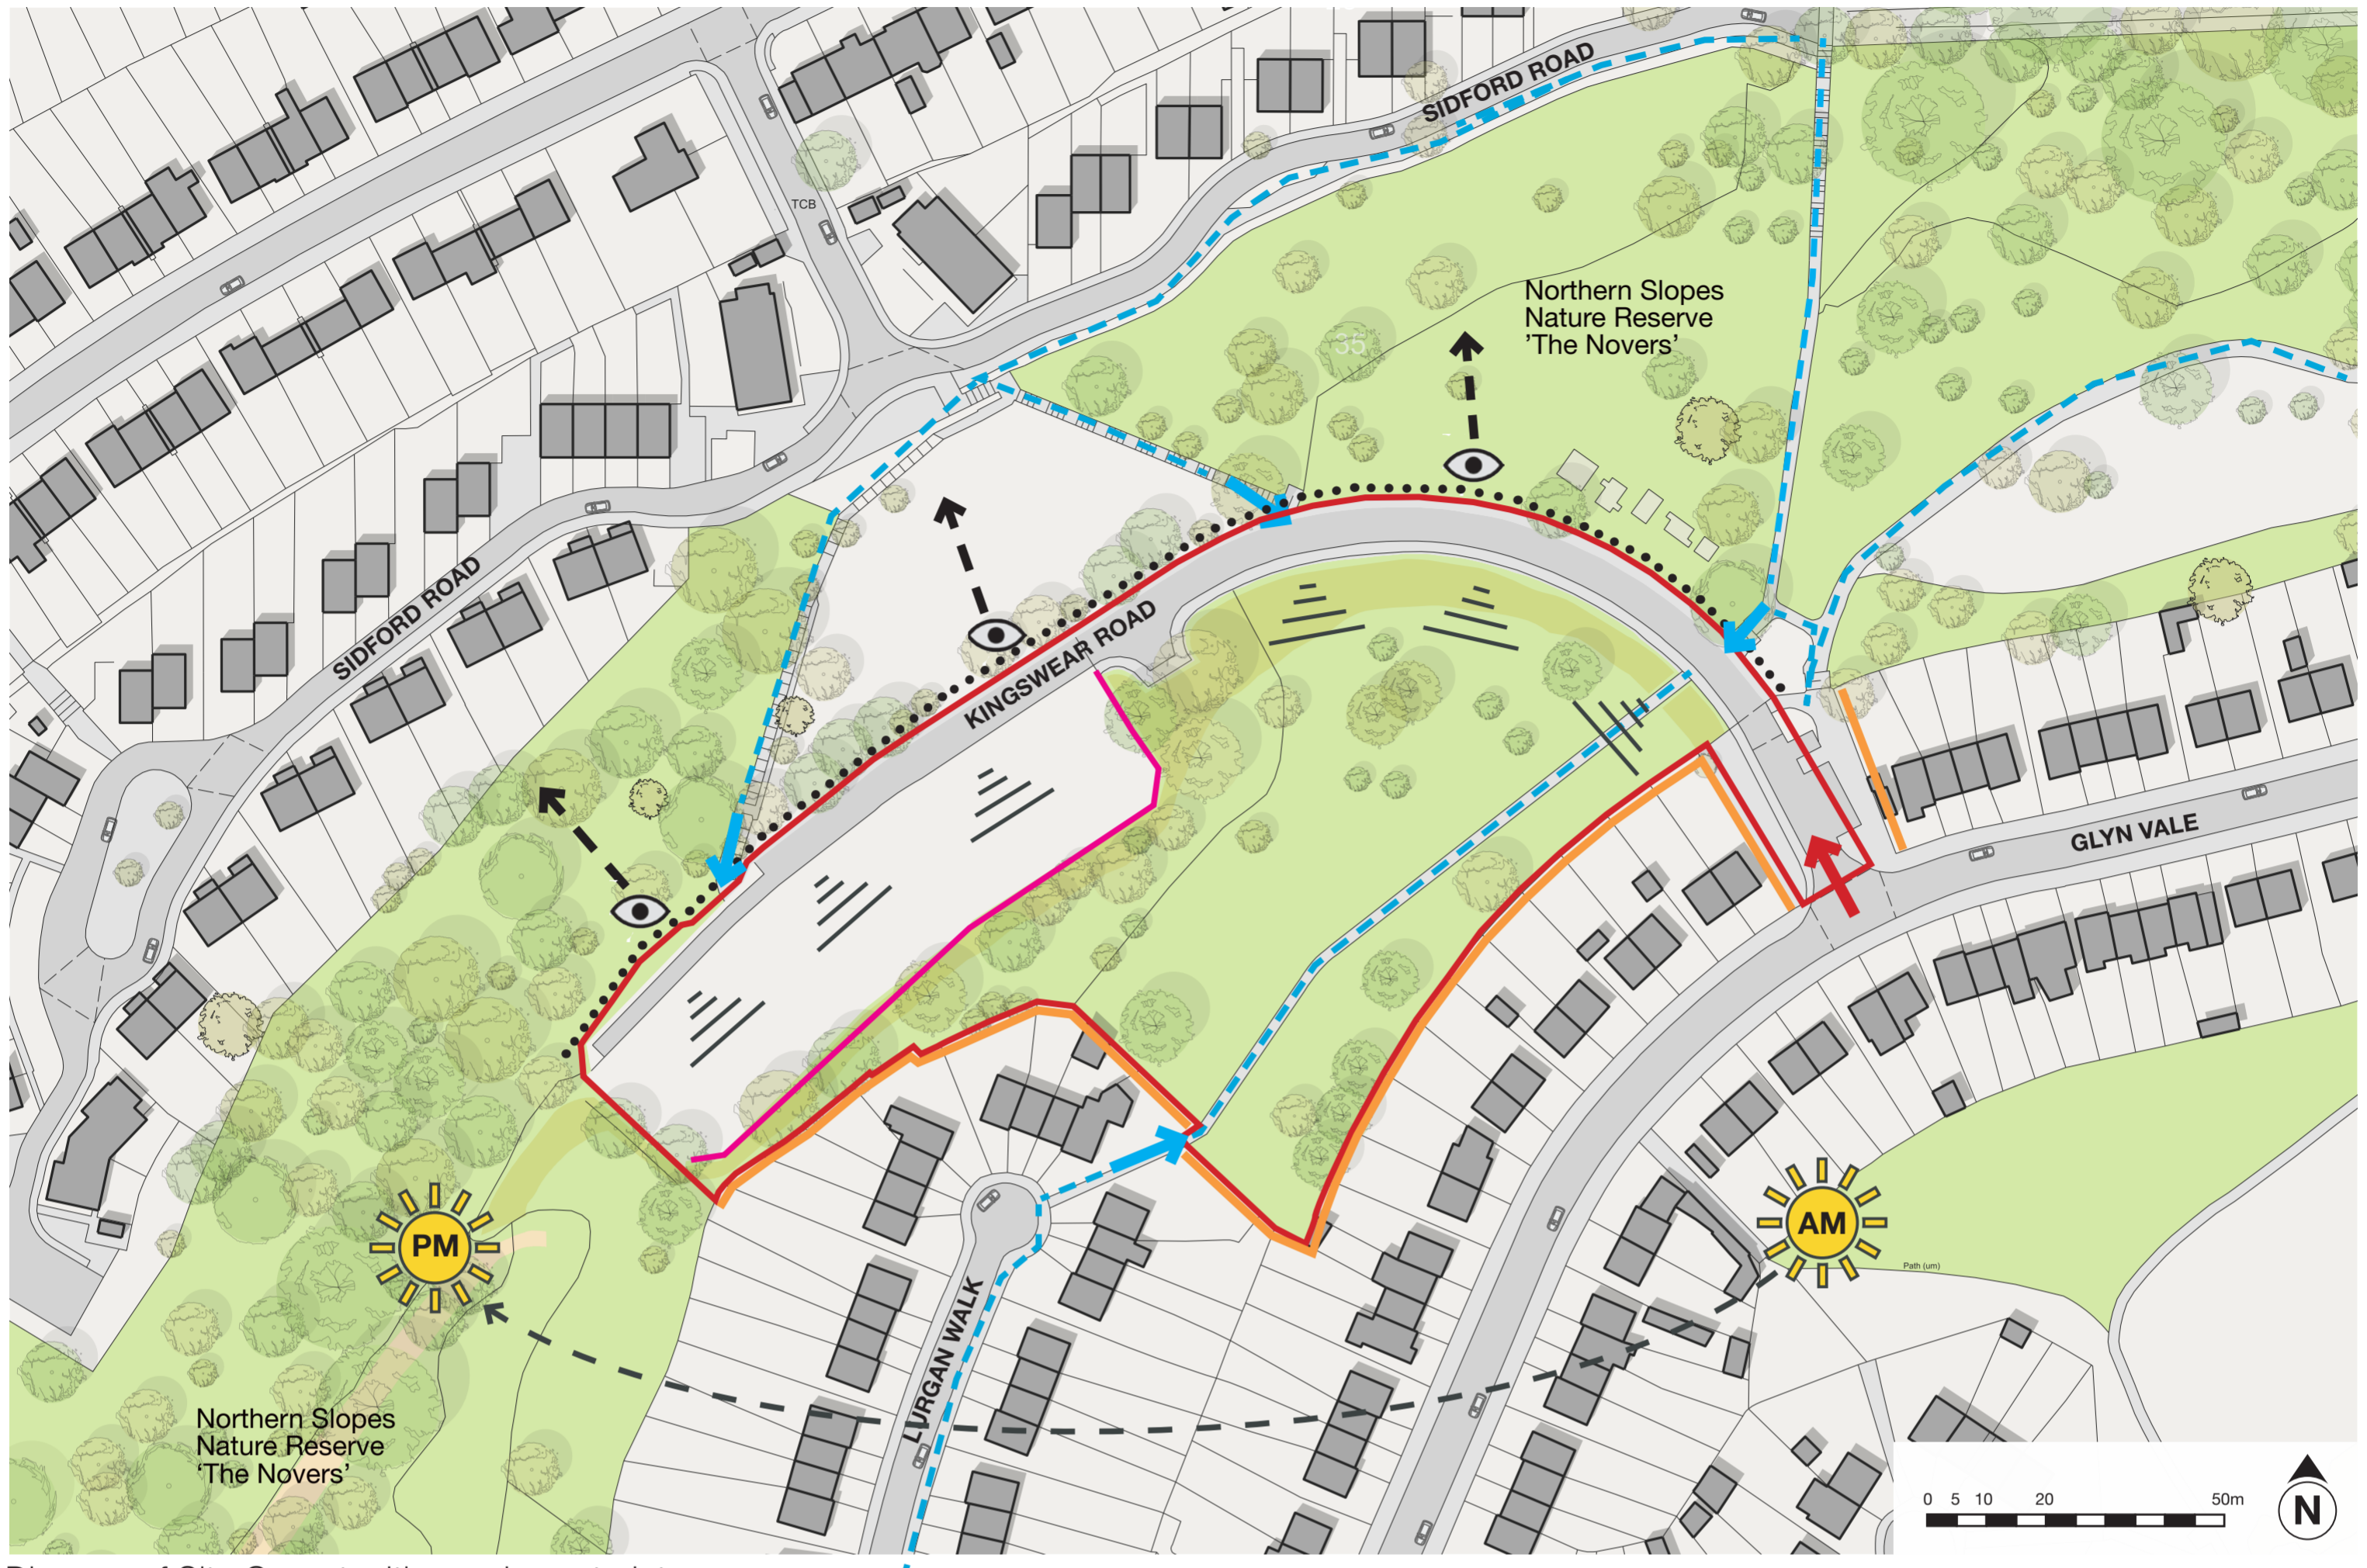 SIDFORD ROAD
TCB
Northern Slopes
Nature Reserve
’The Novers’
35
SIDFORD ROAD
KINGSWEAR ROAD
GLYN VALE
PM
AM
Path (um)
LURGAN WALK
Northern Slopes
Nature Reserve
‘The Novers’
0 5 10 20 50m
N